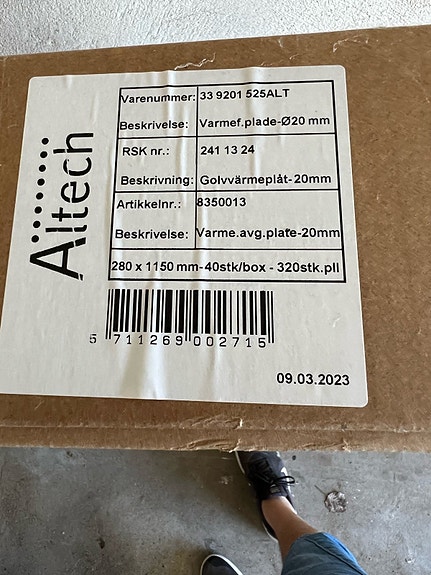 Altech
Varenummer: 33 9201 525ALT
Beskrivelse: Varmef.plade-Ø20 mm
RSK nr.: 241 13 24
Beskrivning: Golvvärmeplåt-20mm
Artikkelnr.: 8350013
Beskrivelse: Varme.avg.plate-20mm
280 x 1150 mm-40stk/box - 320stk.pll
5 711269 002715
09.03.2023